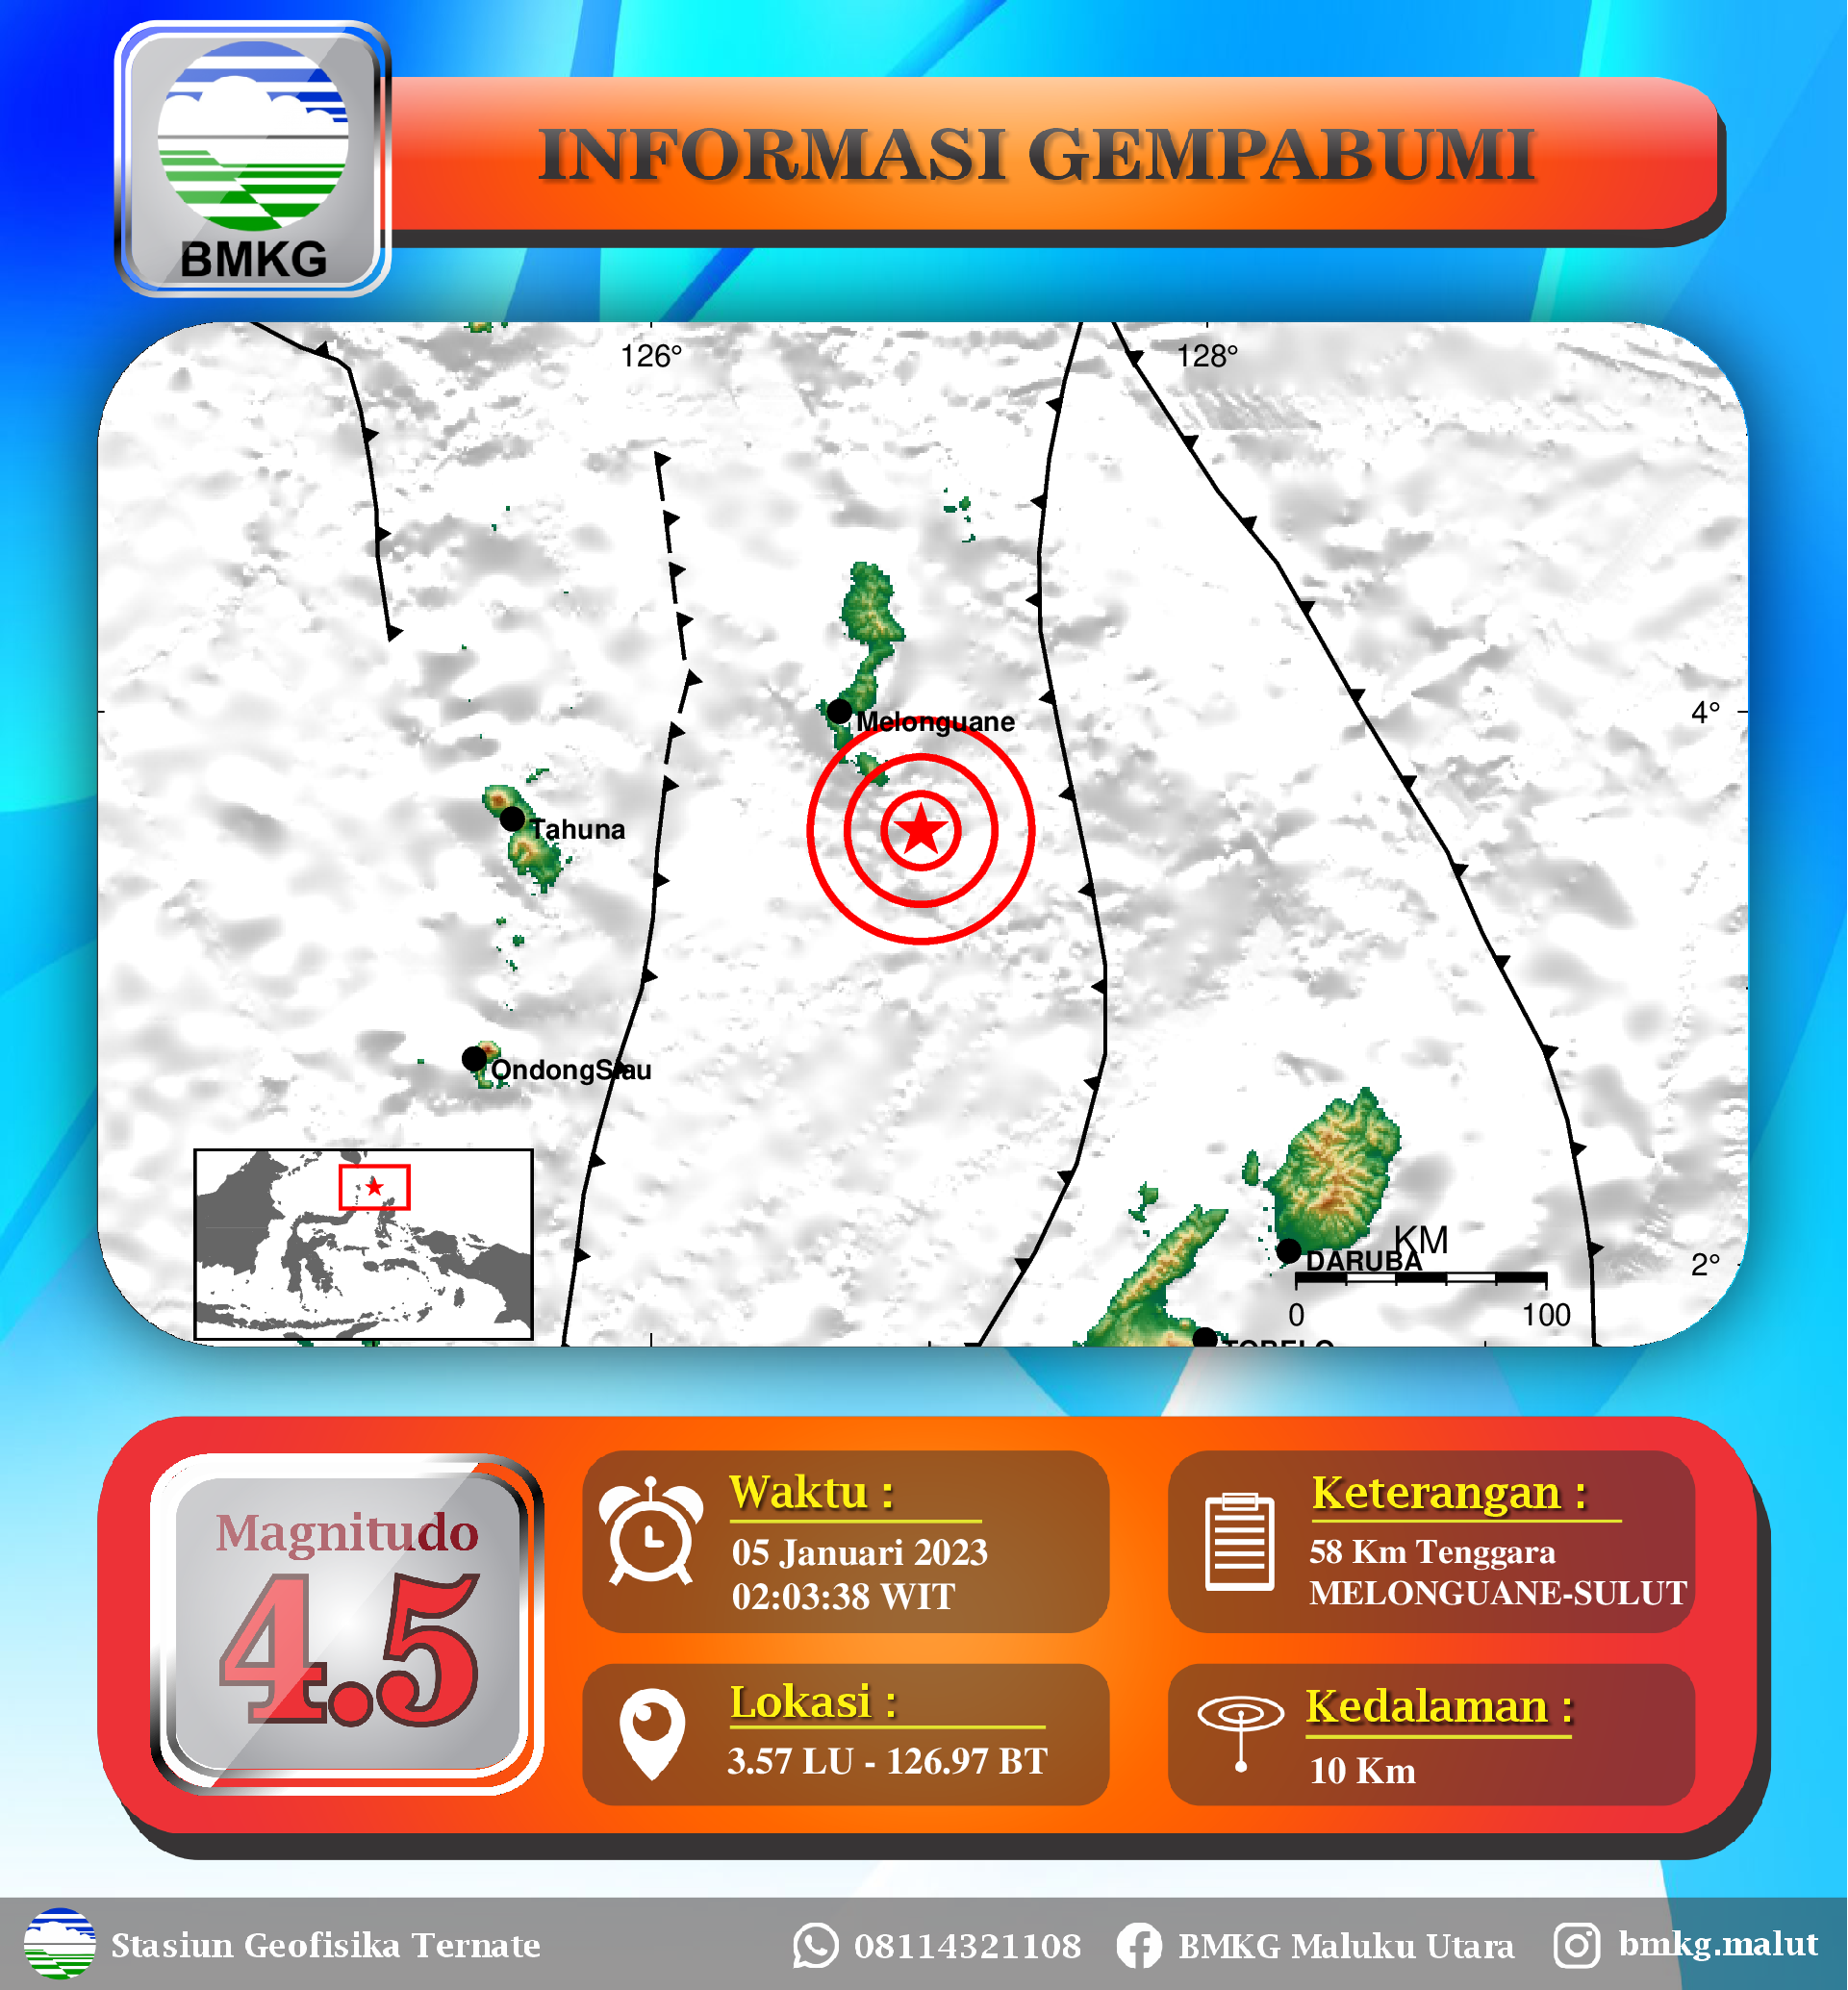 BMKG
INFORMASI GEMPABUMI
126°
128°
4°
Melonguane
Tahuna
OndongSiau
KM
DARUBA
2°
0
100
TOBELO
Magnitudo
4.5
Waktu :
05 Januari 2023
02:03:38 WIT
Keterangan :
58 Km Tenggara
MELONGUANE-SULUT
Lokasi :
3.57 LU - 126.97 BT
Kedalaman :
10 Km
Stasiun Geofisika Ternate
08114321108
BMKG Maluku Utara
bmkg.malut